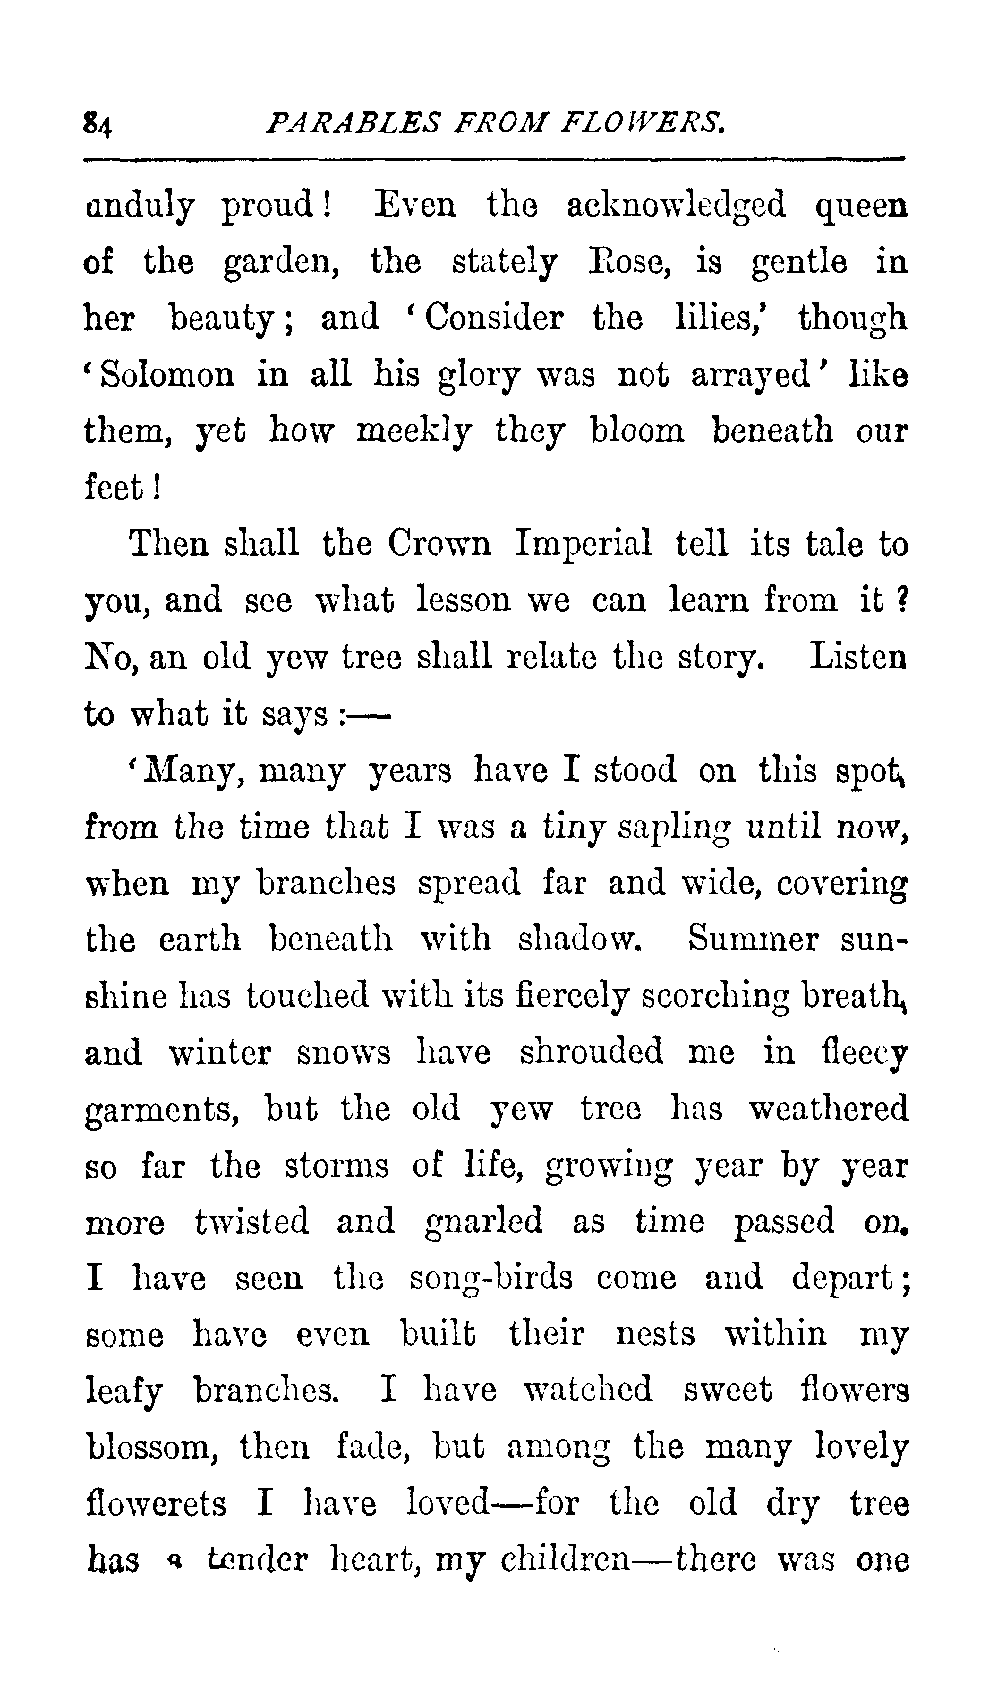 84 PARABLES FROM FLOWERS.
unduly proud! Even the acknowledged queen
of the garden, the stately Rose, is gentle in
her beauty; and ‘Consider the lilies,’ though
‘Solomon in all his glory was not arrayed’ like
them, yet how meekly they bloom beneath our
feet!
Then shall the Crown Imperial tell its tale to
you, and see what lesson we can learn from it?
No, an old yew tree shall relate the story. Listen
to what it says:—
‘Many, many years have I stood on this spot,
from the time that I was a tiny sapling until now,
when my branches spread far and wide, covering
the earth beneath with shadow. Summer sun-
shine has touched with its fiercely scorching breath,
and winter snows have shrouded me in fleecy
garments, but the old yew tree has weathered
so far the storms of life, growing year by year
more twisted and gnarled as time passed on.
I have seen the song-birds come and depart;
some have even built their nests within my
leafy branches. I have watched sweet flowers
blossom, then fade, but among the many lovely
flowerets I have loved—for the old dry tree
has a tender heart, my children—there was one